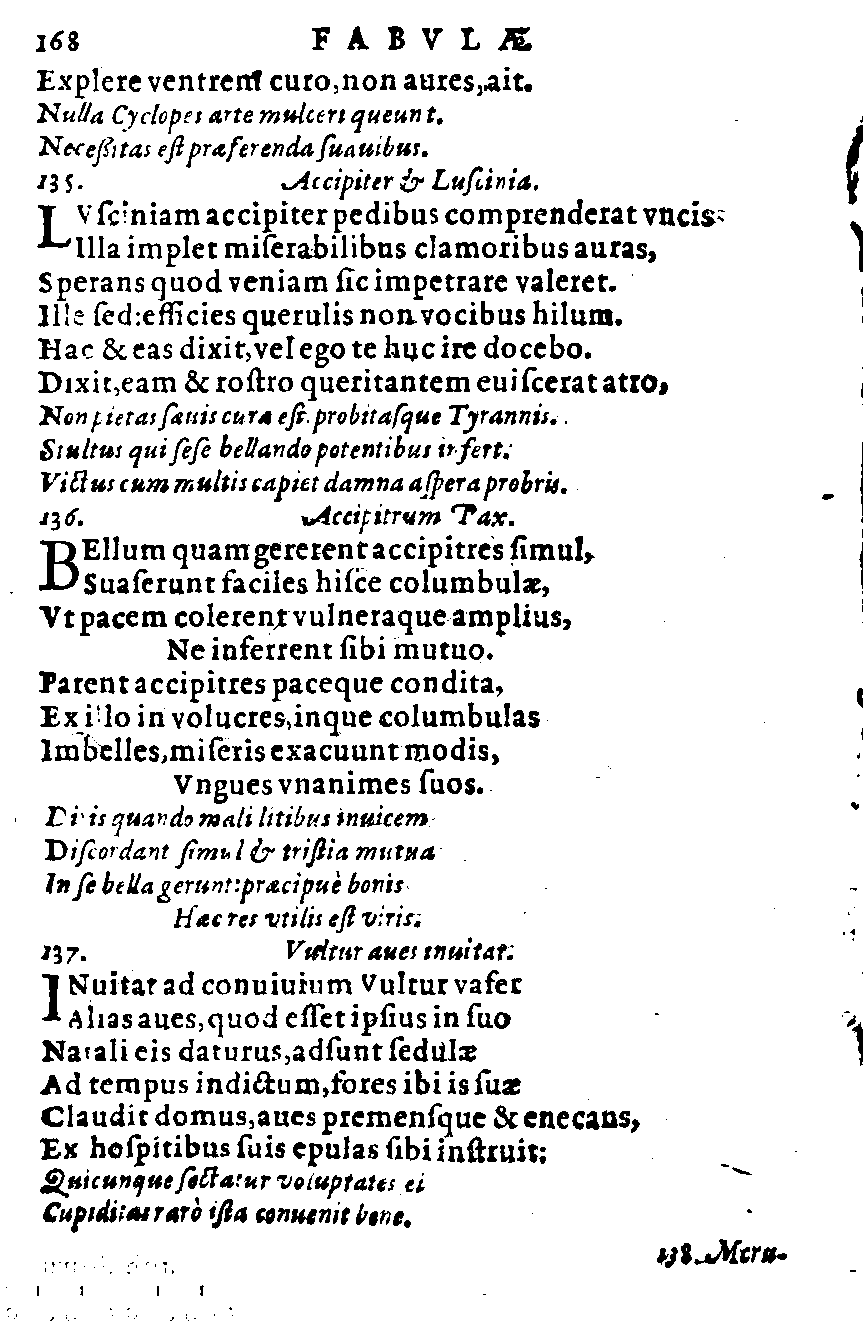 168 FABVLÆ
Explere ventrem curo, non aures, ait.
Nulla Cyclopes arte mulceri queunt.
Neceſſitas eſt præferenda ſuauibus.
135. Accipiter & Luſcinia.
LVſciniam accipiter pedibus comprenderat vncis:
Illa implet miſerabilibus clamoribus auras,
Sperans quod veniam ſic impetrare valeret.
Ille ſed: efficies querulis non vocibus hilum.
Hac & eas dixit, vel ego te huc ire docebo.
Dixit, eam & roſtro queritantem euiſcerat atro,
Non pietas ſæuis cura eſt. probitaſque Tyrannis.
Stultus qui ſeſe bellando potentibus infert:
Victus cum multis capiet damna aſpera probris.
136. Accipitrum Pax.
BEllum quam gererent accipitres ſimul,
Suaſerunt faciles hiſce columbulæ,
Vt pacem colerent vulneraque amplius,
Ne inferrent ſibi mutuo.
Parent accipitres paceque condita,
Ex illo in volucres, inque columbulas
Imbelles, miſeris exacuunt modis,
Vngues vnanimes ſuos.
Diris quando mali litibus inuicem
Diſcordant ſimul & triſtia mutua
In ſe bella gerunt: præcipuè bonis
Hæc res vtilis eſt viris:
137. Vultur aues inuitat:
INuitat ad conuiuium Vultur vafer
Alias aues, quod eſſet ipſius in ſuo
Natali eis daturus, adſunt ſedulæ
Ad tempus indictum, fores ibi is ſuæ
Claudit domus, aues premenſque & enecans,
Ex hoſpitibus ſuis epulas ſibi inſtruit:
Quicunque ſectatur voluptates ei
Cupiditas rarò iſta conuenit bene.
138. Meru-